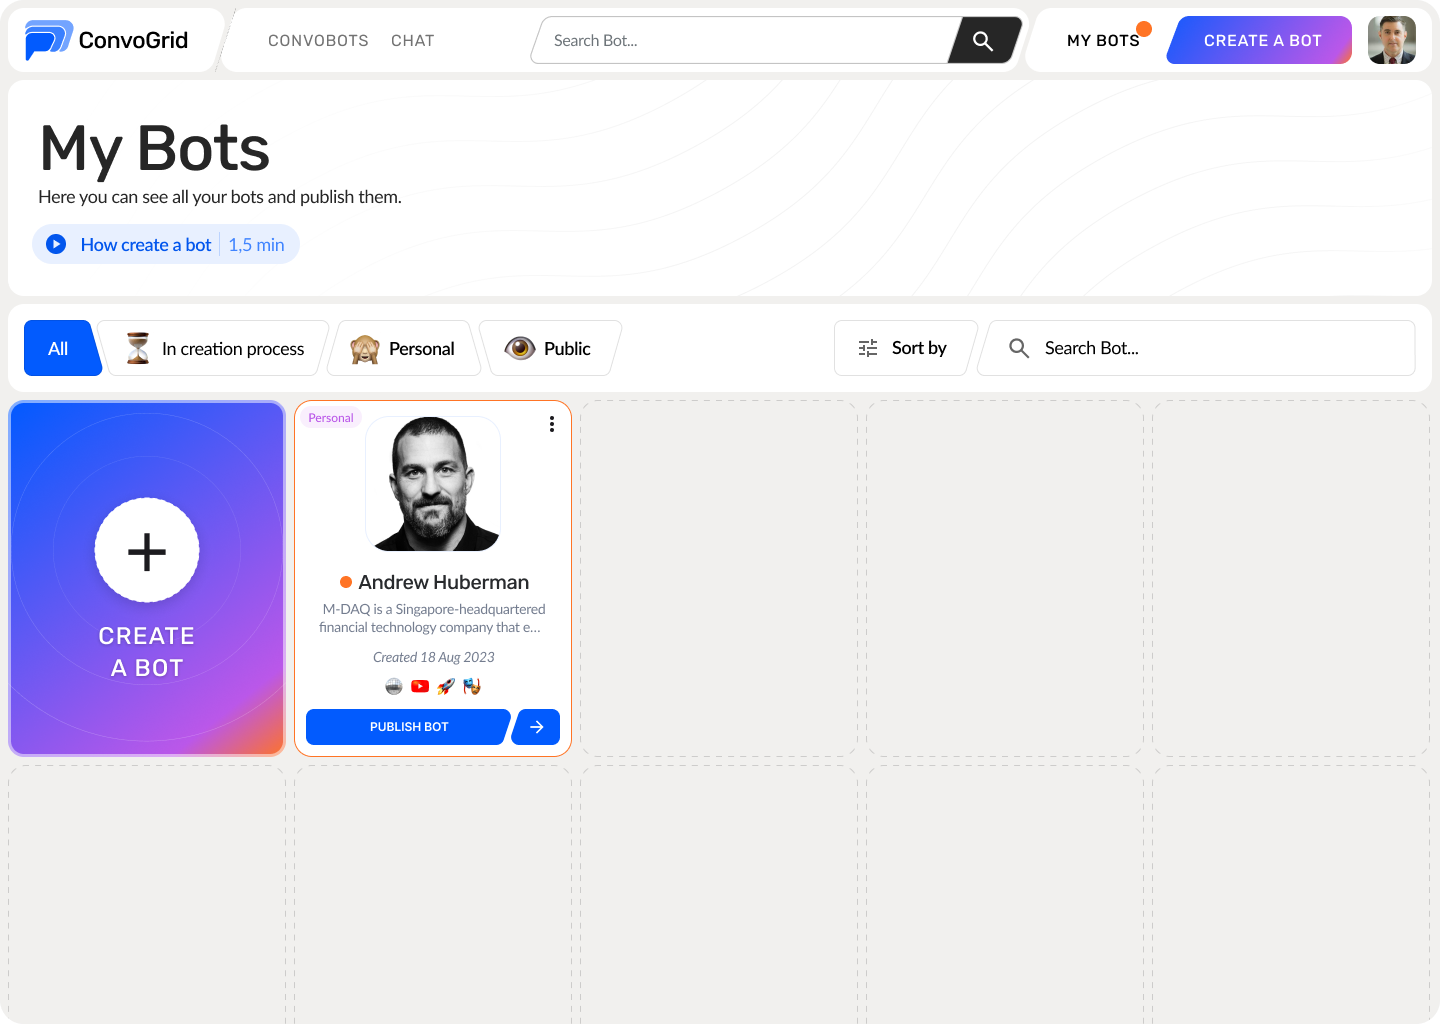 ConvoGrid
CONVOBOTS
CHAT
Search Bot...
MY BOTS
CREATE A BOT
My Bots
Here you can see all your bots and publish them.
How create a bot
1,5 min
All
In creation process
Personal
Public
Sort by
Search Bot...
CREATE
A BOT
Personal
Andrew Huberman
M-DAQ is a Singapore-headquartered
financial technology company that e...
Created 18 Aug 2023
PUBLISH BOT